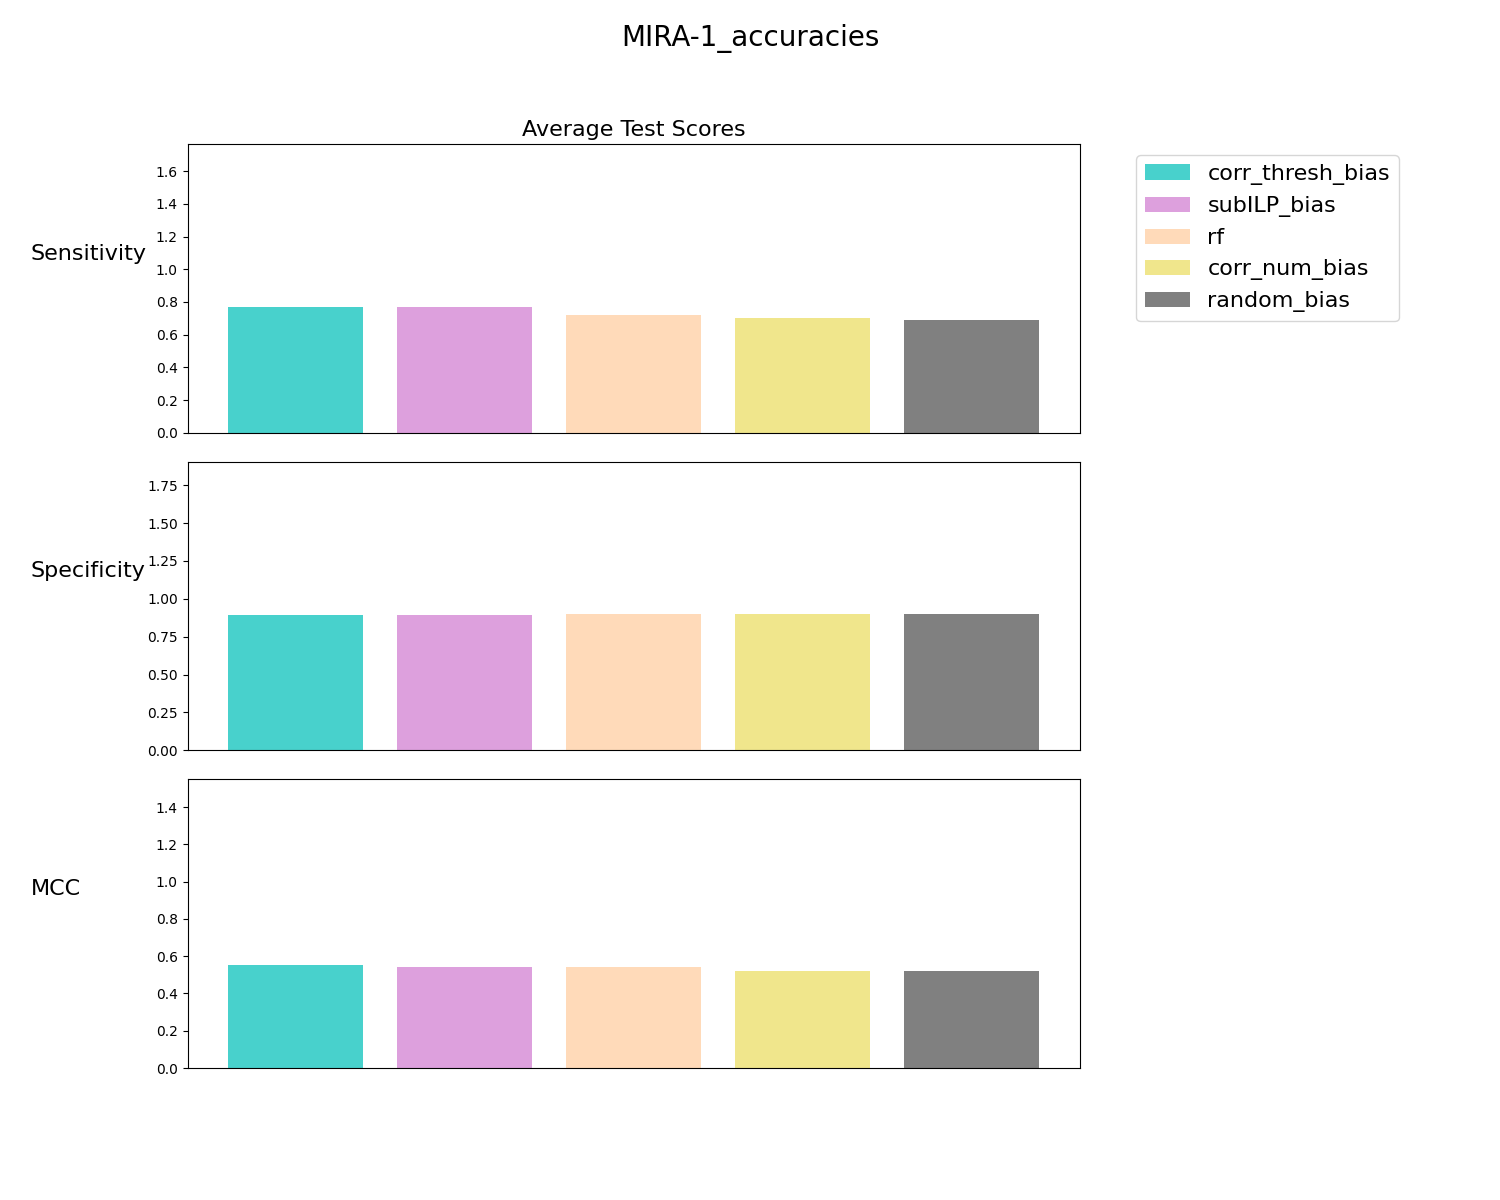 MIRA-1_accuracies
Average Test Scores
Sensitivity
1.6
1.4
1.2
1.0
0.8
0.6
0.4
0.2
0.0
corr_thresh_bias
subILP_bias
rf
corr_num_bias
random_bias
Specificity
1.75
1.50
1.25
1.00
0.75
0.50
0.25
0.00
MCC
1.4
1.2
1.0
0.8
0.6
0.4
0.2
0.0